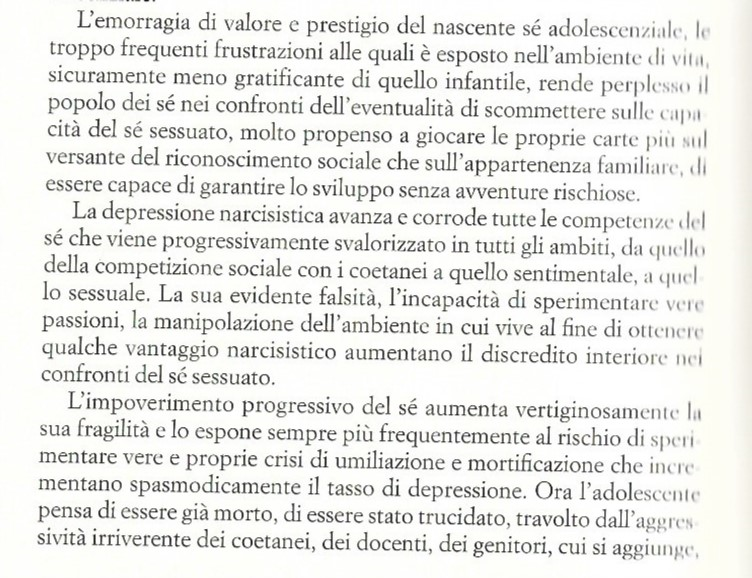 L'emorragia di valore e prestigio del nascente sé adolescenziale, le
troppo frequenti frustrazioni alle quali è esposto nell'ambiente di vita,
sicuramente meno gratificante di quello infantile, rende perplesso il
popolo dei sé nei confronti dell'eventualità di scommettere sulle capa-
cità del sé sessuato, molto propenso a giocare le proprie carte più sul
versante del riconoscimento sociale che sull'appartenenza familiare, di
essere capace di garantire lo sviluppo senza avventure rischiose.
La depressione narcisistica avanza e corrode tutte le competenze del
sé che viene progressivamente svalorizzato in tutti gli ambiti, da quello
della competizione sociale con i coetanei a quello sentimentale, a quel-
lo sessuale. La sua evidente falsità, l'incapacità di sperimentare vere
passioni, la manipolazione dell'ambiente in cui vive al fine di ottenere
qualche vantaggio narcisistico aumentano il discredito interiore nei
confronti del sé sessuato.
L'impoverimento progressivo del sé aumenta vertiginosamente la
sua fragilità e lo espone sempre più frequentemente al rischio di speri-
mentare vere e proprie crisi di umiliazione e mortificazione che incre-
mentano spasmodicamente il tasso di depressione. Ora l'adolescente
pensa di essere già morto, di essere stato trucidato, travolto dall'aggres-
sività irriverente dei coetanei, dei docenti, dei genitori, cui si aggiunge,